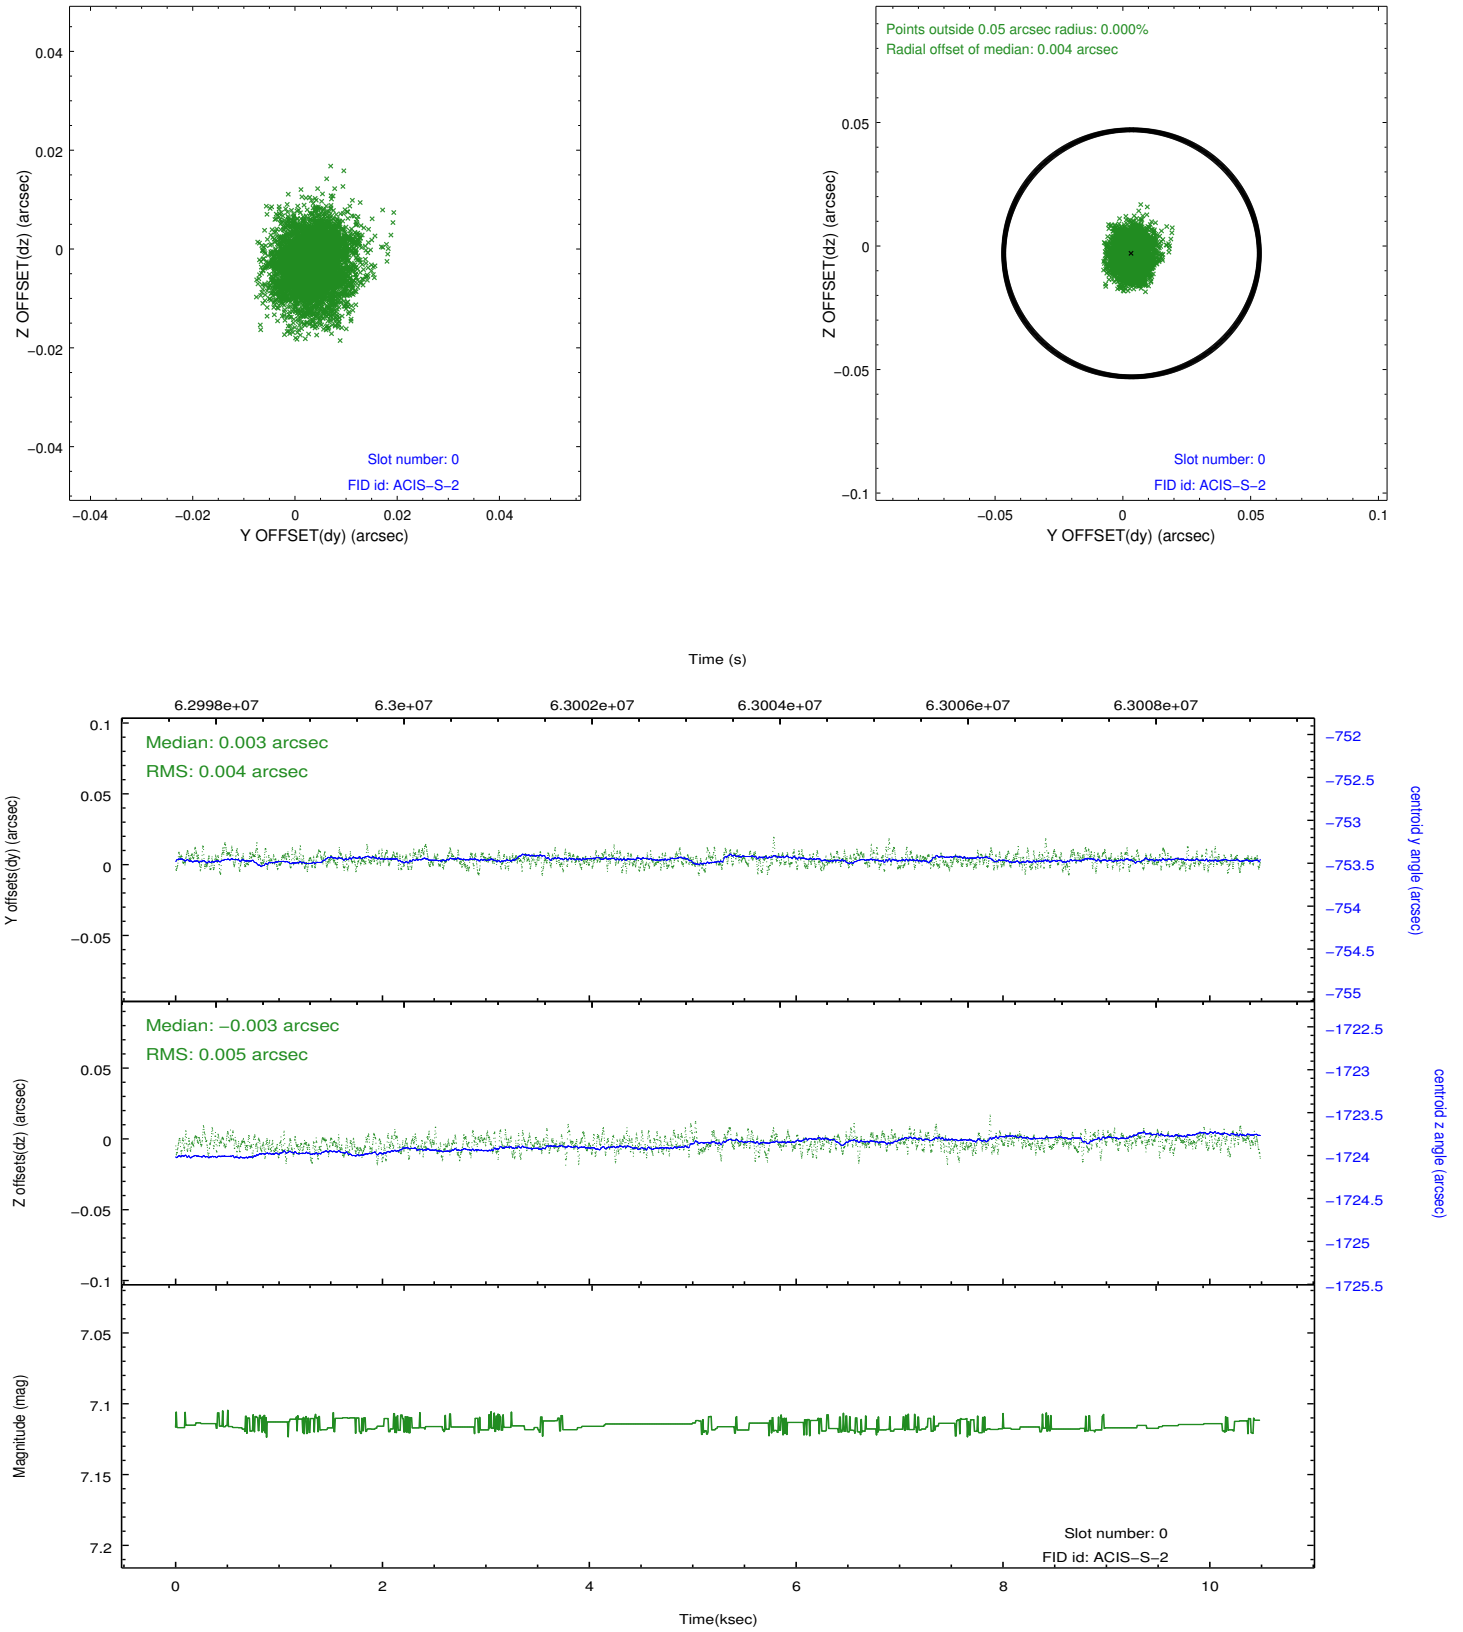 0.04
0.02
0
−0.02
−0.04
Z OFFSET(dz) (arcsec)
Slot number: 0
FID id: ACIS−S−2
−0.04
−0.02
0
0.02
0.04
Y OFFSET(dy) (arcsec)
Points outside 0.05 arcsec radius: 0.000%
Radial offset of median: 0.004 arcsec
0.05
0
−0.05
−0.1
Z OFFSET(dz) (arcsec)
Slot number: 0
FID id: ACIS−S−2
−0.05
0
0.05
0.1
Y OFFSET(dy) (arcsec)
Time (s)
6.2998e+07
6.3e+07
6.3002e+07
6.3004e+07
6.3006e+07
6.3008e+07
Median: 0.003 arcsec
RMS: 0.004 arcsec
0.1
0.05
0
−0.05
Y offsets(dy) (arcsec)
−752
−752.5
−753
−753.5
−754
−754.5
−755
centroid y angle (arcsec)
Median: −0.003 arcsec
RMS: 0.005 arcsec
0.05
0
−0.05
−0.1
Z offsets(dz) (arcsec)
−1722.5
−1723
−1723.5
−1724
−1724.5
−1725
−1725.5
centroid z angle (arcsec)
7.05
7.1
7.15
7.2
Magnitude (mag)
Slot number: 0
FID id: ACIS−S−2
0
2
4
6
8
10
Time(ksec)